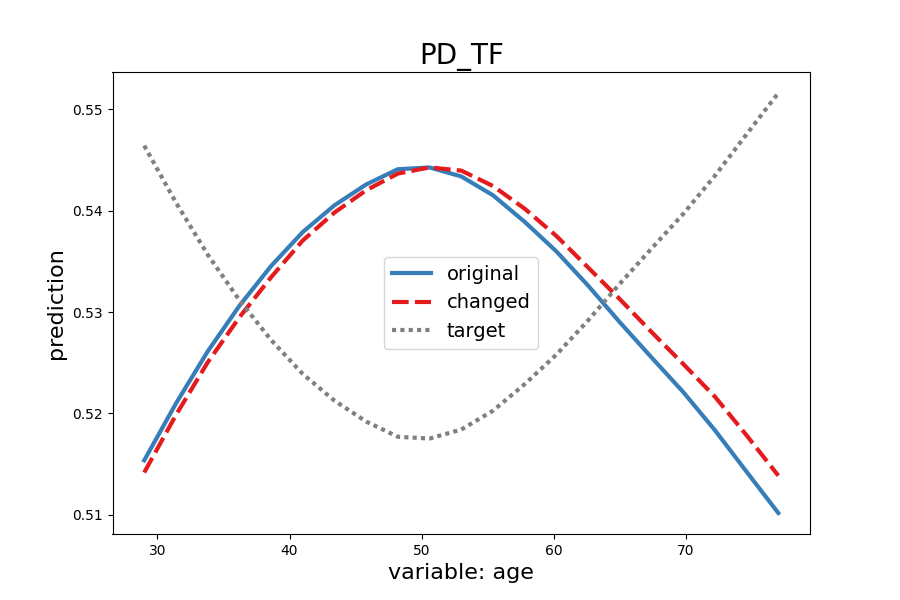 PD_TF
0.55
0.54
0.53
0.52
0.51
prediction
original
changed
target
30 40 50 60 70
variable: age